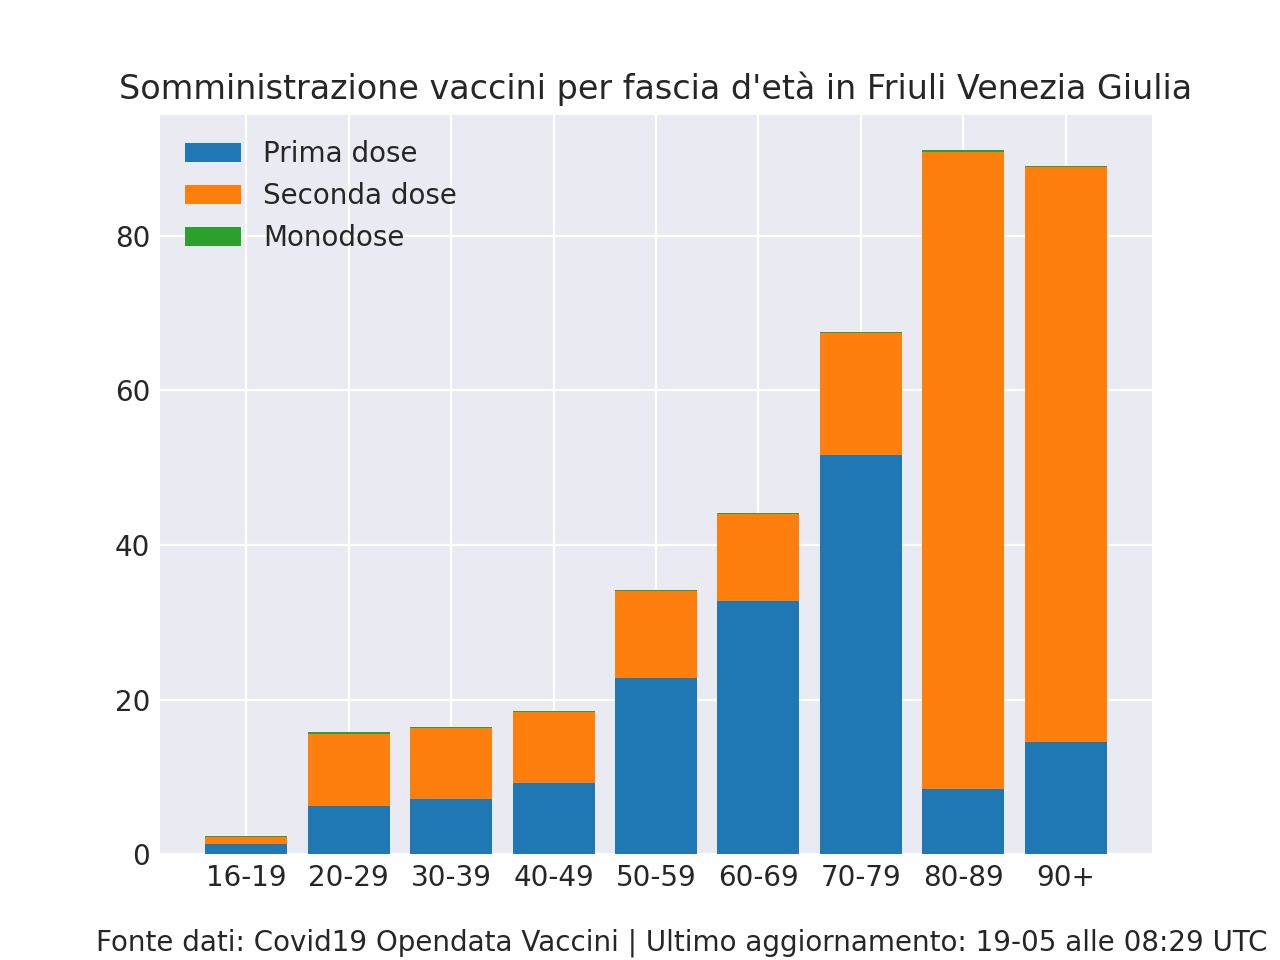 Somministrazione vaccini per fascia d'età in Friuli Venezia Giulia
Prima dose
Seconda dose
Monodose
80
60
40
20
0
16-19 20-29 30-39 40-49 50-59 60-69 70-79 80-89 90+
Fonte dati: Covid19 Opendata Vaccini | Ultimo aggiornamento: 19-05 alle 08:29 UTC